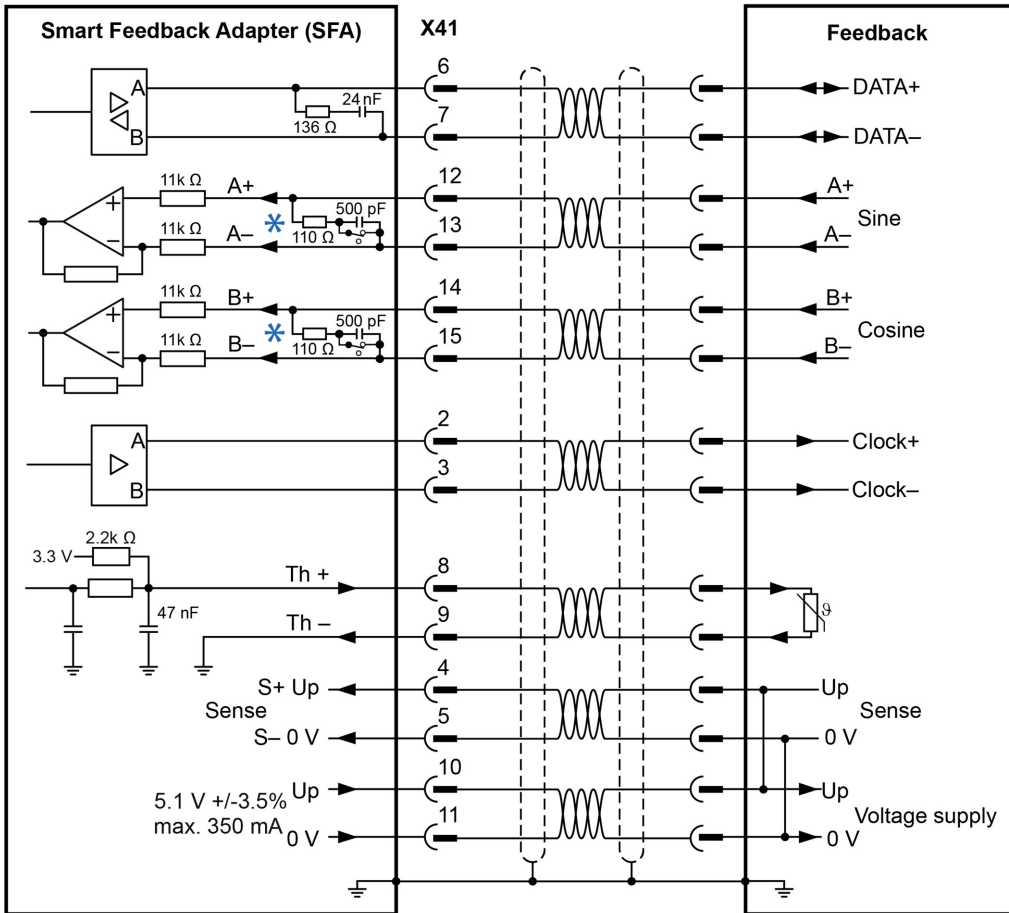 Smart Feedback Adapter (SFA) X41 Feedback
A 6 DATA+
24 nF
136 Ω
B 7 DATA–
11k Ω A+ 12 A+
+ Sine
500 pF
* 110 Ω
11k Ω A– 13 A–
–
11k Ω B+ 14 B+
+ Cosine
500 pF
* 110 Ω
11k Ω B– 15 B–
–
A 2 Clock+
B 3 Clock–
2.2k Ω
3.3 V
Th + 8 ϑ
47 nF
Th – 9
S+ Up 4 Up
Sense Sense
S– 0 V 5 0 V
Up 10 Up
5.1 V +/-3.5% Voltage supply
max. 350 mA
0 V 11 0 V